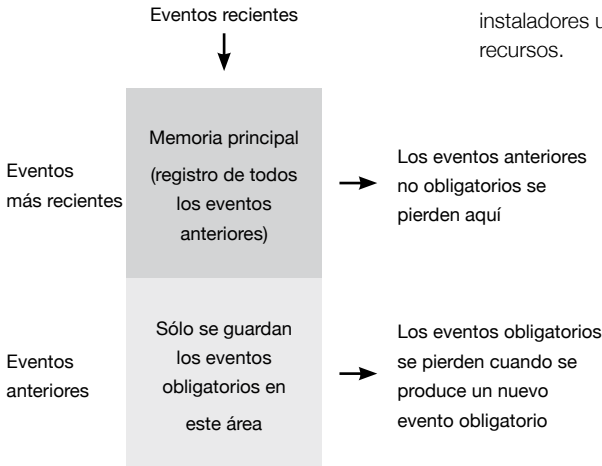 Eventos recientes
instaladores
recursos.
Memoria principal
(registro de todos
los eventos
anteriores)
Eventos
más recientes
Los eventos anteriores
no obligatorios se
pierden aquí
Sólo se guardan
los eventos
obligatorios en
este área
Eventos
anteriores
Los eventos obligatorios
se pierden cuando se
produce un nuevo
evento obligatorio